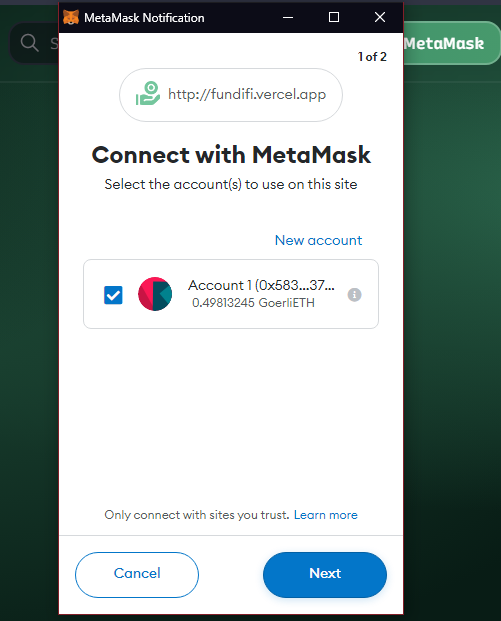 MetaMask Notification
S
MetaMask
1 of 2
http://fundifi.vercel.app
Connect with MetaMask
Select the account(s) to use on this site
New account
Account 1 (0x583...37...
0.49813245 GoerliETH
Only connect with sites you trust. Learn more
Cancel
Next